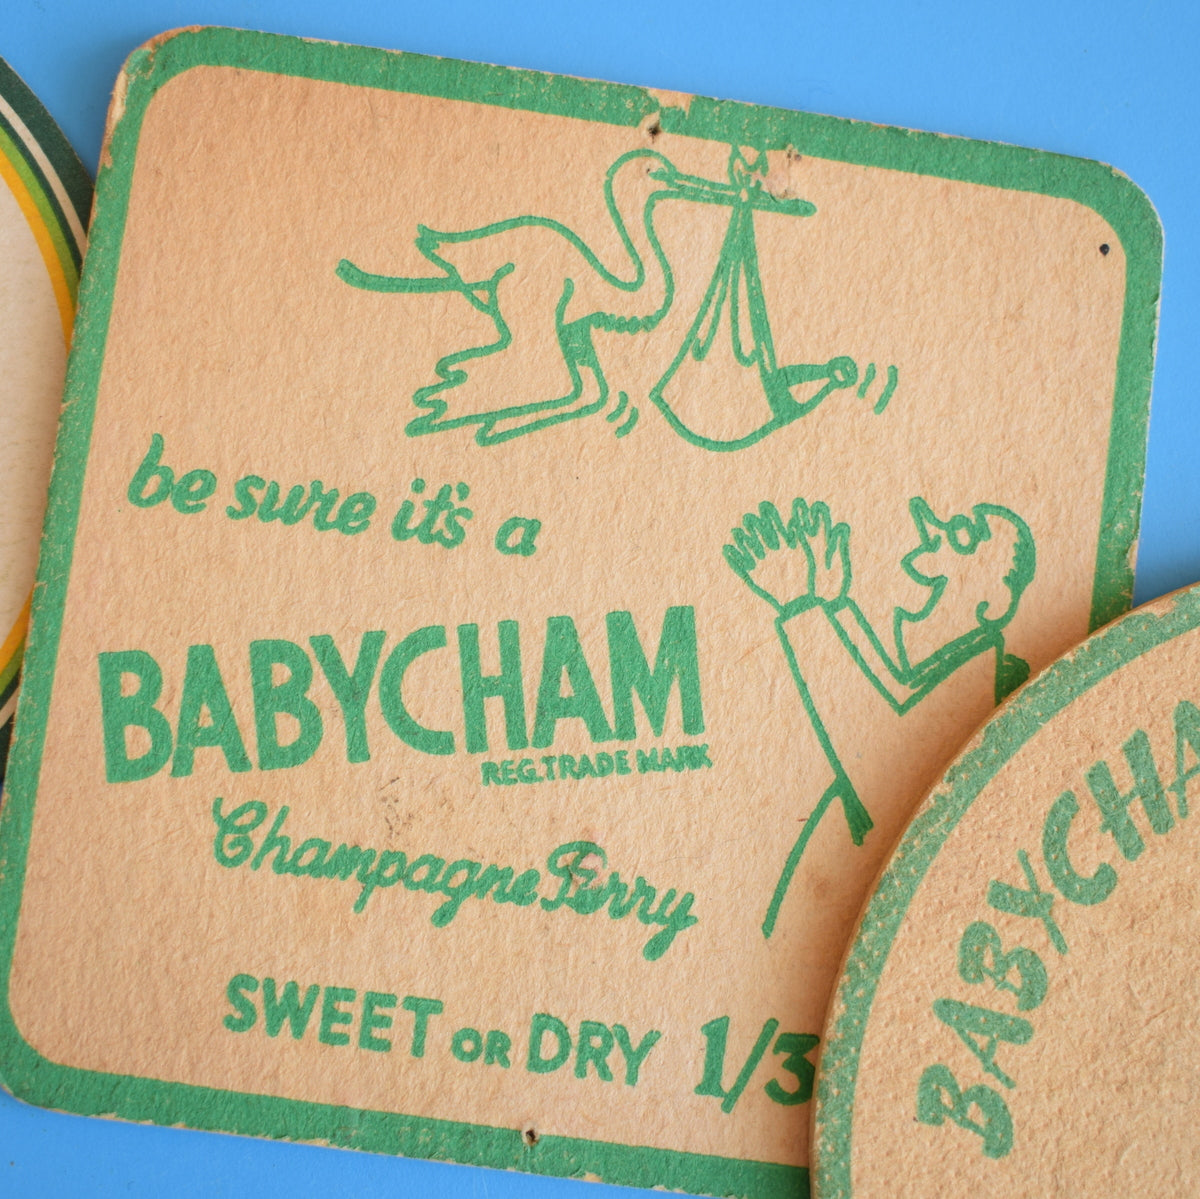 be sure it's a
BABYCHAM
REG. TRADE MARK
Champagne Perry
SWEET OR DRY 1/3
BABYCHA